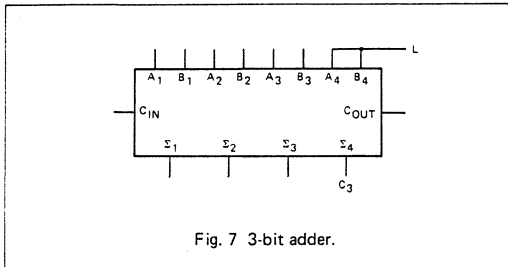 L
A1 B1 A2 B2 A3 B3 A4 B4
CIN COUT
Σ1 Σ2 Σ3 Σ4
C3
Fig. 7 3-bit adder.